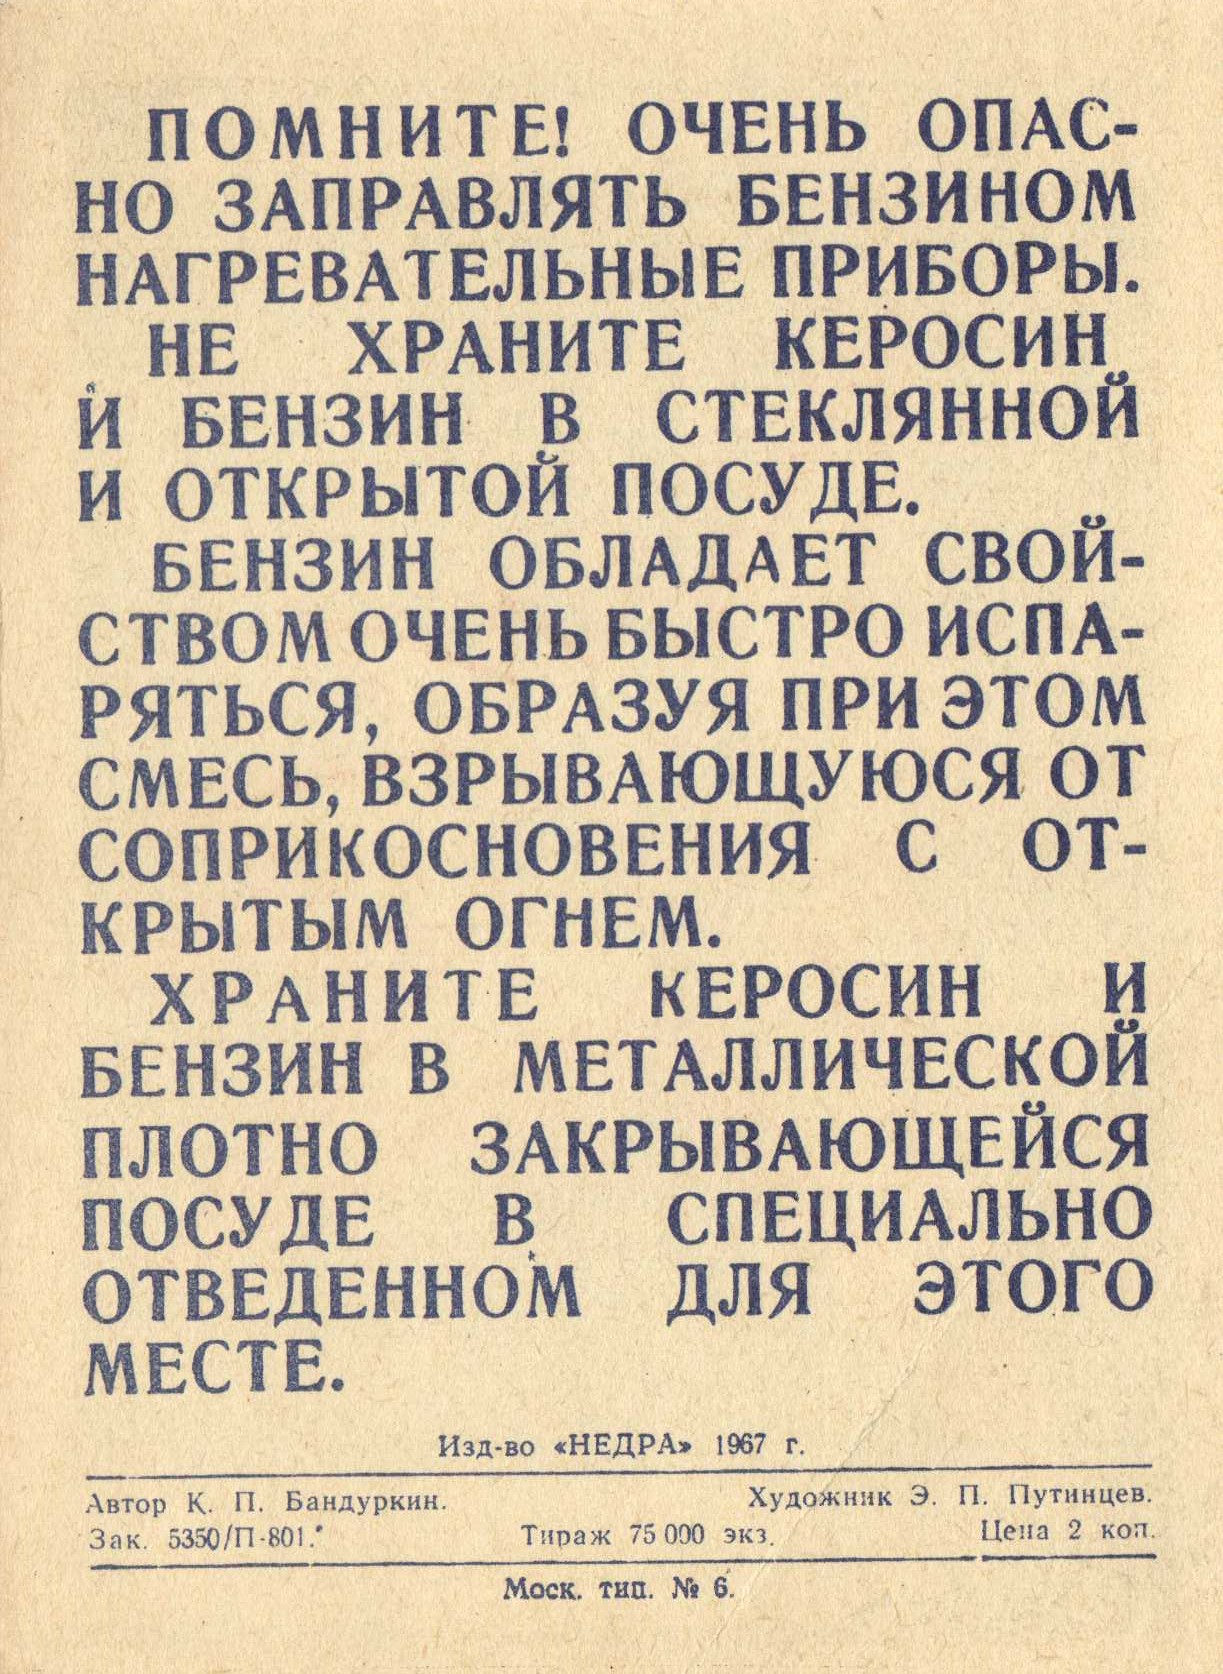 ПОМНИТЕ! ОЧЕНЬ ОПАС-
НО ЗАПРАВЛЯТЬ БЕНЗИНОМ
НАГРЕВАТЕЛЬНЫЕ ПРИБОРЫ.
НЕ ХРАНИТЕ КЕРОСИН
И БЕНЗИН В СТЕКЛЯННОЙ
И ОТКРЫТОЙ ПОСУДЕ.
БЕНЗИН ОБЛАДАЕТ СВОЙ-
СТВОМ ОЧЕНЬ БЫСТРО ИСПА-
РЯТЬСЯ, ОБРАЗУЯ ПРИ ЭТОМ
СМЕСЬ, ВЗРЫВАЮЩУЮСЯ ОТ
СОПРИКОСНОВЕНИЯ С ОТ-
КРЫТЫМ ОГНЕМ.
ХРАНИТЕ КЕРОСИН И
БЕНЗИН В МЕТАЛЛИЧЕСКОЙ
ПЛОТНО ЗАКРЫВАЮЩЕЙСЯ
ПОСУДЕ В СПЕЦИАЛЬНО
ОТВЕДЕННОМ ДЛЯ ЭТОГО
МЕСТЕ.
Изд-во «НЕДРА» 1967 г.
Автор К. П. Бандуркин. Художник Э. П. Путинцев.
Зак. 5350/П-801. Тираж 75 000 экз. Цена 2 коп.
Моск. тип. № 6.